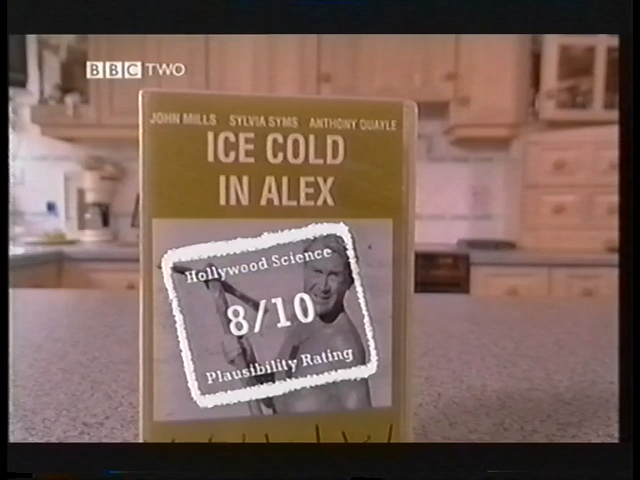 BBC TWO
JOHN MILLS SYLVIA SYMS ANTHONY QUAYLE
ICE COLD
IN ALEX
Hollywood Science
8/10
Plausibility Rating